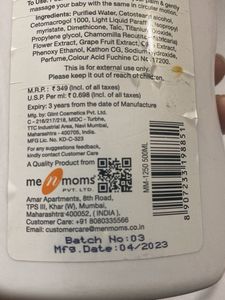 massage your baby with a twice in circular motion
Ingredients: Purified Water, Cetostearyl alcohol,
Cetomacrogol 1000, Light Liquid Paraffin, Isopropyl
myristate, Dimethicone, Talc, Titanium Dioxide,
Propylene glycol, Chamomilla Recutita
Flower Extract, Grape Fruit Extract,
Phenoxy Ethanol, Kathon CG, Sodium
Perfume, Colour Acid Fuchine CI No 17200.
This is for external use only.
Keep it out of reach of children.
M.R.P.: ₹ 349 (Incl. of all taxes)
U.S.P. Per ml: ₹ 0.698 (Incl. of all taxes)
Expiry: 3 years from the date of Manufacture
Mktg. by: Glint Cosmetics Pvt. Ltd.
C - 216/217/218, MIDC - Turbhe,
TTC Industrial Area, Navi Mumbai,
Maharashtra - 400705, India.
MFG Lic. No. KD-C-323
For any suggestions feedback,
kindly contact Customer Care
A Quality Product from
me n moms
PVT. LTD.
Amar Apartments, 8th Road,
TPS III, Khar (W), Mumbai,
Maharashtra-400052. (INDIA).
Customer Care: +91 8080335566
Email: customercare@menmoms.co.in
MM-1250 500ML
8907233419885
Batch No: 03
Mfg. Date: 04/2023